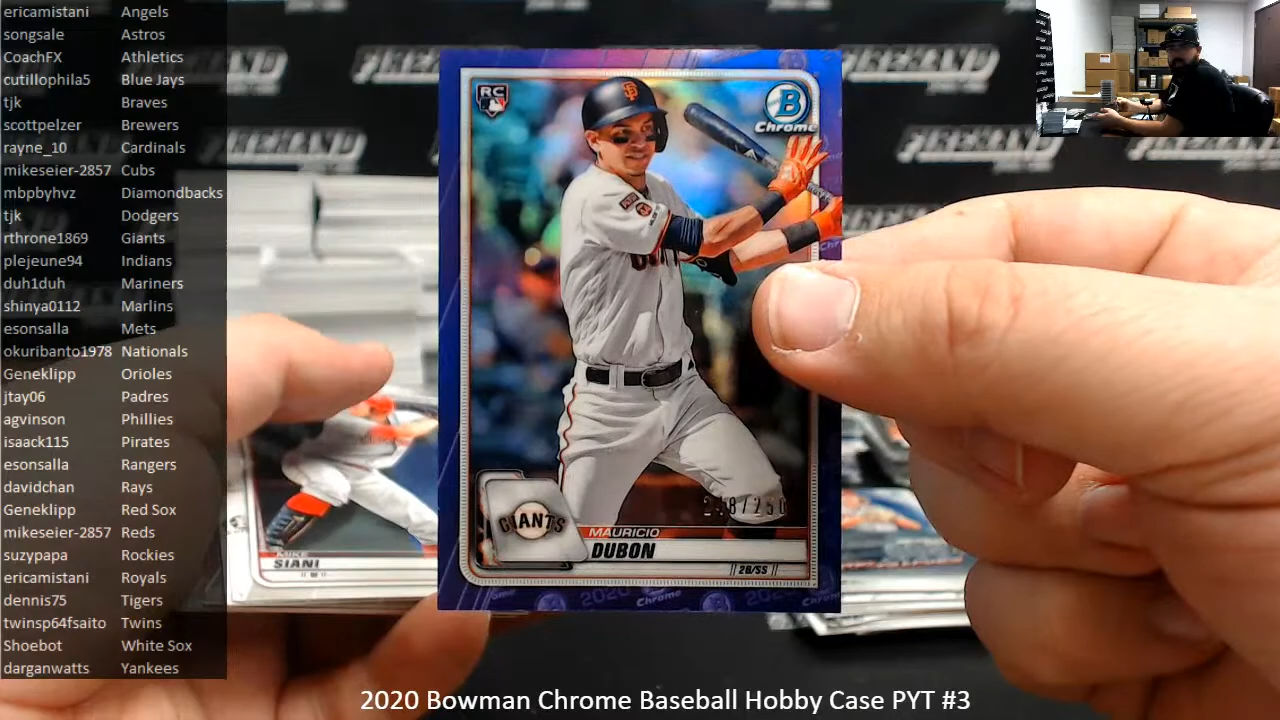 ericamistani Angels
songsale Astros
CoachFX Athletics
cutillophila5 Blue Jays
tjk Braves
scottpelzer Brewers
rayne_10 Cardinals
mikeseier-2857 Cubs
mbpbyhvz Diamondbacks
tjk Dodgers
rthrone1869 Giants
plejeune94 Indians
duh1duh Mariners
shinya0112 Marlins
esonsalla Mets
okuribanto1978 Nationals
Geneklipp Orioles
jtay06 Padres
agvinson Phillies
isaack115 Pirates
esonsalla Rangers
davidchan Rays
Geneklipp Red Sox
mikeseier-2857 Reds
suzypapa Rockies
ericamistani Royals
dennis75 Tigers
twinsp64fsaito Twins
Shoebot White Sox
darganwatts Yankees
RC
B
Chrome
GIANTS
MAURICIO
DUBON
2B/SS
2020 Chrome
MIKE
SIANI
2020 Bowman Chrome Baseball Hobby Case PYT #3